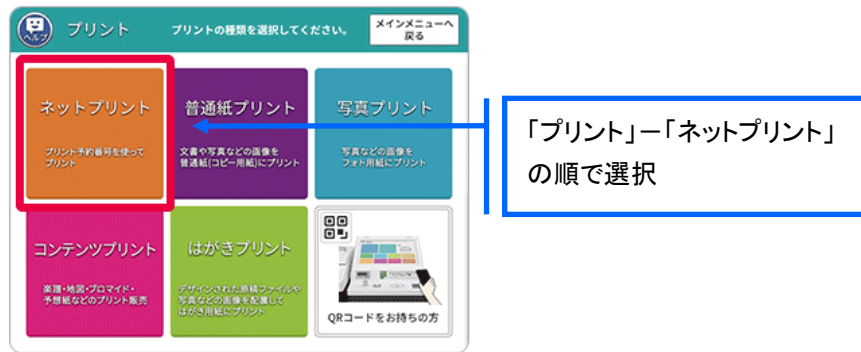 ヘルプ
プリント
プリントの種類を選択してください。
メインメニューへ
戻る
ネットプリント
プリント予約番号を使って
プリント
普通紙プリント
文書や写真などの画像を
普通紙(コピー用紙)にプリント
写真プリント
写真などの画像を
フォト用紙にプリント
「プリント」－「ネットプリント」
の順で選択
コンテンツプリント
楽譜・地図・ブロマイド・
予想紙などのプリント販売
はがきプリント
デザインされた原稿ファイルや
写真などの画像を配置して
はがき用紙にプリント
QRコードをお持ちの方